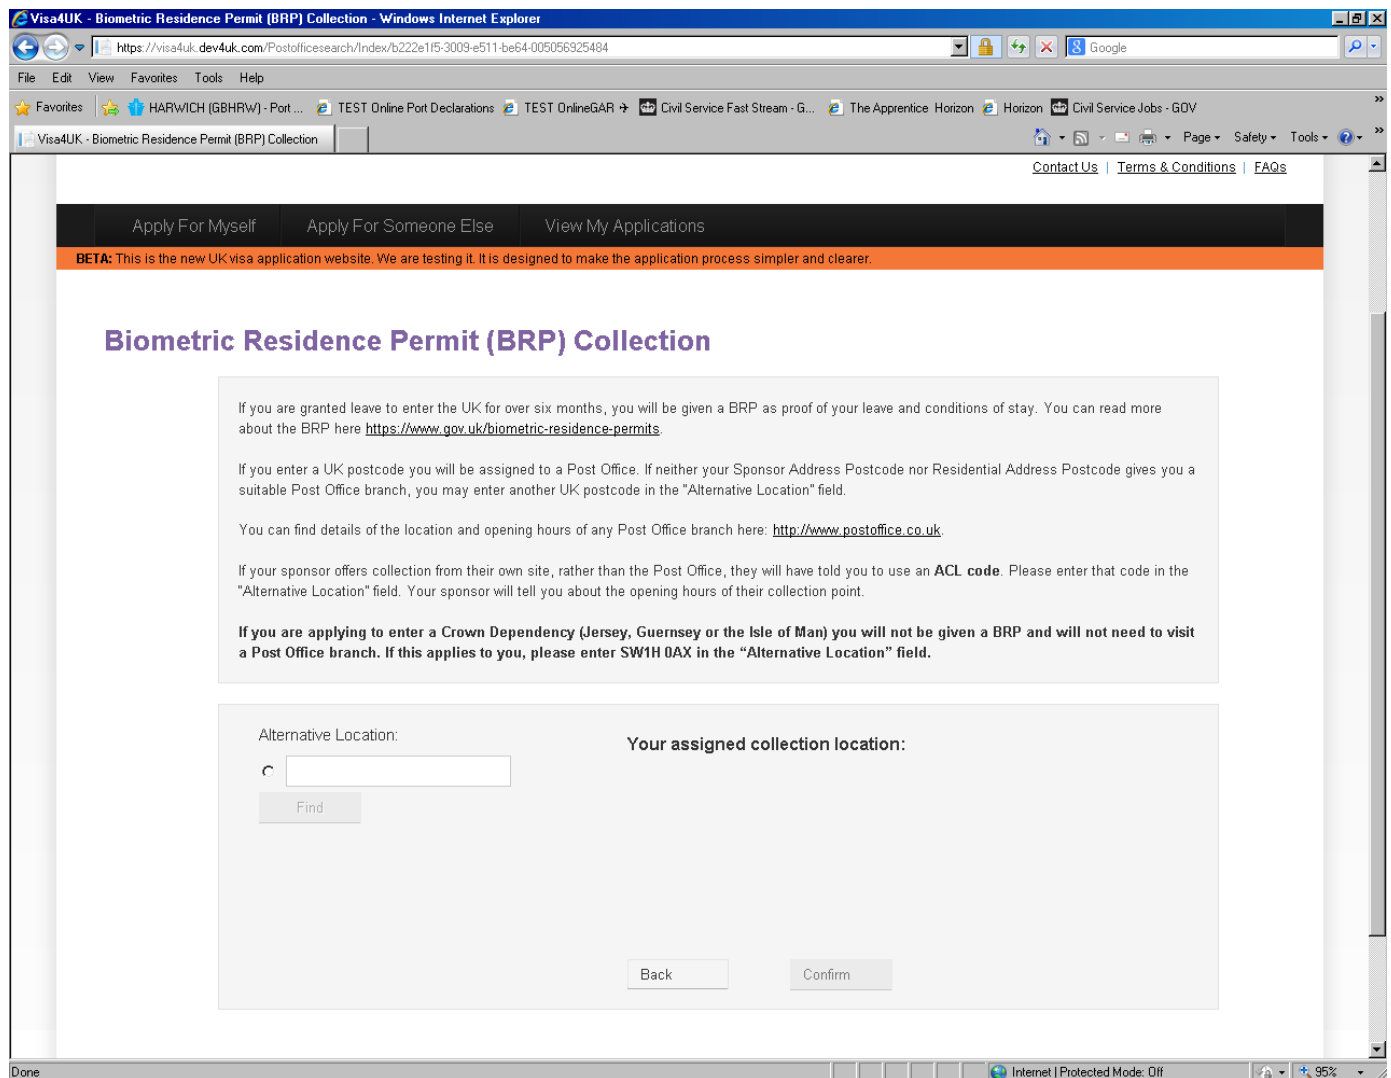 Visa4UK - Biometric Residence Permit (BRP) Collection - Windows Internet Explorer
https://visa4uk.dev4uk.com/Postofficesearch/Index/b222e1f5-3009-e511-be64-005056925484
Google
File Edit View Favorites Tools Help
Favorites HARWICH (GBHRW) - Port ... TEST Online Port Declarations TEST OnlineGAR ✈ Civil Service Fast Stream - G... The Apprentice Horizon Horizon Civil Service Jobs - GOV »
Visa4UK - Biometric Residence Permit (BRP) Collection Page Safety Tools »
Contact Us | Terms & Conditions | FAQs
Apply For Myself Apply For Someone Else View My Applications
BETA: This is the new UK visa application website. We are testing it. It is designed to make the application process simpler and clearer.
Biometric Residence Permit (BRP) Collection
If you are granted leave to enter the UK for over six months, you will be given a BRP as proof of your leave and conditions of stay. You can read more
about the BRP here https://www.gov.uk/biometric-residence-permits.
If you enter a UK postcode you will be assigned to a Post Office. If neither your Sponsor Address Postcode nor Residential Address Postcode gives you a
suitable Post Office branch, you may enter another UK postcode in the "Alternative Location" field.
You can find details of the location and opening hours of any Post Office branch here: http://www.postoffice.co.uk.
If your sponsor offers collection from their own site, rather than the Post Office, they will have told you to use an ACL code. Please enter that code in the
"Alternative Location" field. Your sponsor will tell you about the opening hours of their collection point.
If you are applying to enter a Crown Dependency (Jersey, Guernsey or the Isle of Man) you will not be given a BRP and will not need to visit
a Post Office branch. If this applies to you, please enter SW1H 0AX in the “Alternative Location” field.
Alternative Location:
Your assigned collection location:
Find
Back Confirm
Done Internet | Protected Mode: Off 95%